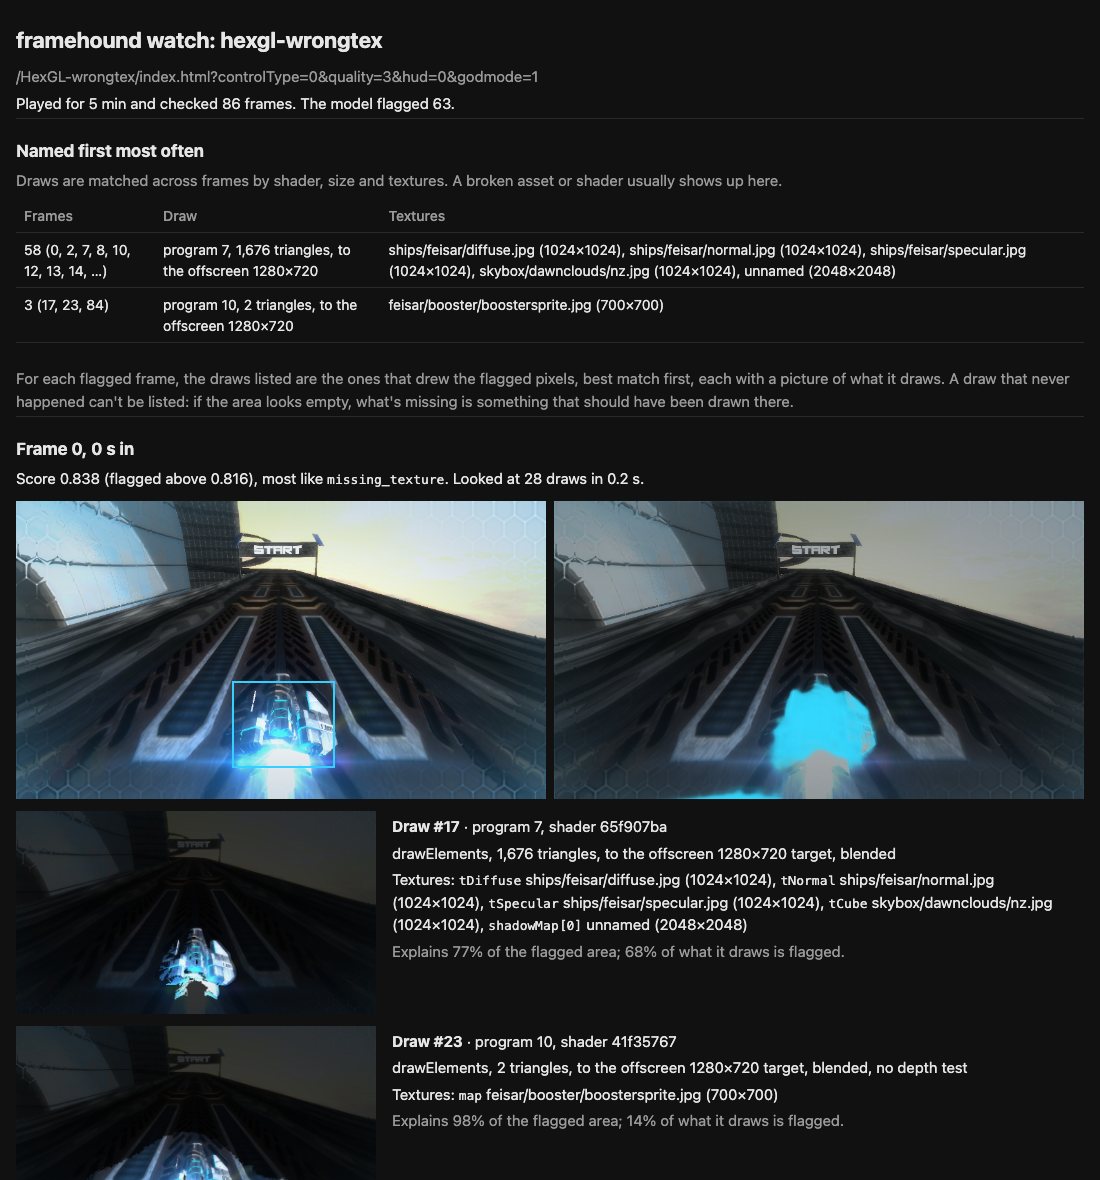 framehound watch: hexgl-wrongtex
/HexGL-wrongtex/index.html?controlType=0&quality=3&hud=0&godmode=1
Played for 5 min and checked 86 frames. The model flagged 63.
Named first most often
Draws are matched across frames by shader, size and textures. A broken asset or shader usually shows up here.
Frames Draw Textures
58 (0, 2, 7, 8, 10, 12, 13, 14, ...) program 7, 1,676 triangles, to the offscreen 1280×720 ships/feisar/diffuse.jpg (1024×1024), ships/feisar/normal.jpg (1024×1024), ships/feisar/specular.jpg (1024×1024), skybox/dawnclouds/nz.jpg (1024×1024), unnamed (2048×2048)
3 (17, 23, 84) program 10, 2 triangles, to the offscreen 1280×720 feisar/booster/boostersprite.jpg (700×700)
For each flagged frame, the draws listed are the ones that drew the flagged pixels, best match first, each with a picture of what it draws. A draw that never
happened can't be listed: if the area looks empty, what's missing is something that should have been drawn there.
Frame 0, 0 s in
Score 0.838 (flagged above 0.816), most like missing_texture. Looked at 28 draws in 0.2 s.
START
START
START
Draw #17 · program 7, shader 65f907ba
drawElements, 1,676 triangles, to the offscreen 1280×720 target, blended
Textures: tDiffuse ships/feisar/diffuse.jpg (1024×1024), tNormal ships/feisar/normal.jpg
(1024×1024), tSpecular ships/feisar/specular.jpg (1024×1024), tCube skybox/dawnclouds/nz.jpg
(1024×1024), shadowMap[0] unnamed (2048×2048)
Explains 77% of the flagged area; 68% of what it draws is flagged.
START
Draw #23 · program 10, shader 41f35767
drawElements, 2 triangles, to the offscreen 1280×720 target, blended, no depth test
Textures: map feisar/booster/boostersprite.jpg (700×700)
Explains 98% of the flagged area; 14% of what it draws is flagged.